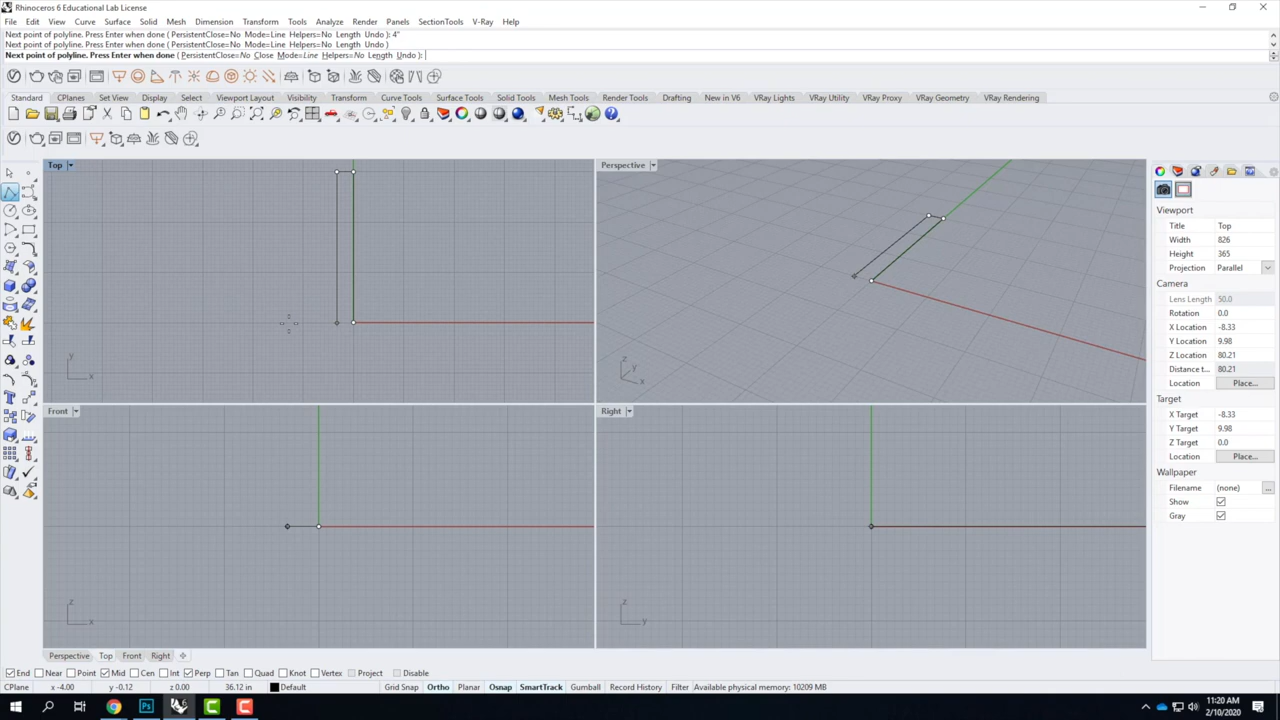 Rhinoceros 6 Educational Lab License
File Edit View Curve Surface Solid Mesh Dimension Transform Tools Analyze Render Panels SectionTools V-Ray Help
Next point of polyline. Press Enter when done ( PersistentClose=No Mode=Line Helpers=No Length Undo ): 4"
Next point of polyline. Press Enter when done ( PersistentClose=No Mode=Line Helpers=No Length Undo )
Next point of polyline. Press Enter when done ( PersistentClose=No Close Mode=Line Helpers=No Length Undo ):
Standard CPlanes Set View Display Select Viewport Layout Visibility Transform Curve Tools Surface Tools Solid Tools Mesh Tools Render Tools Drafting New in V6 VRay Lights VRay Utility VRay Proxy VRay Geometry VRay Rendering
Top
Perspective
y
x
z
y
x
Front
Right
z
x
z
y
Viewport
Title Top
Width 826
Height 365
Projection Parallel
Camera
Lens Length 50.0
Rotation 0.0
X Location -8.33
Y Location 9.98
Z Location 80.21
Distance t... 80.21
Location Place...
Target
X Target -8.33
Y Target 9.98
Z Target 0.0
Location Place...
Wallpaper
Filename (none) ...
Show
Gray
Perspective Top Front Right
End Near Point Mid Cen Int Perp Tan Quad Knot Vertex Project Disable
CPlane x -4.00 y -0.12 z 0.00 36.12 in Default Grid Snap Ortho Planar Osnap SmartTrack Gumball Record History Filter Available physical memory: 10209 MB
Ps
11:20 AM
2/10/2020